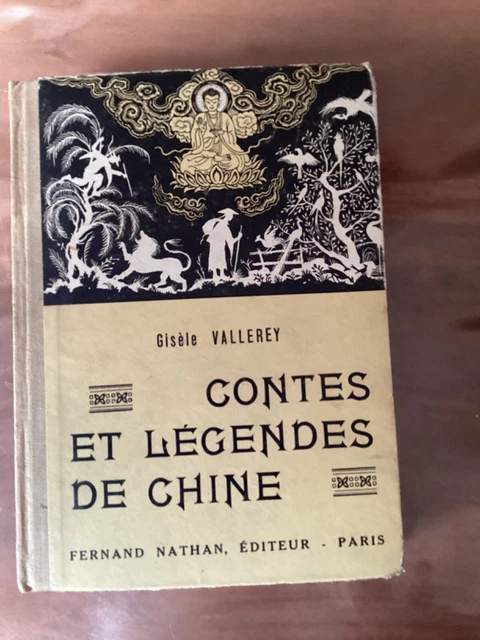 Gisèle VALLEREY
CONTES
ET LÉGENDES
DE CHINE
FERNAND NATHAN, ÉDITEUR - PARIS